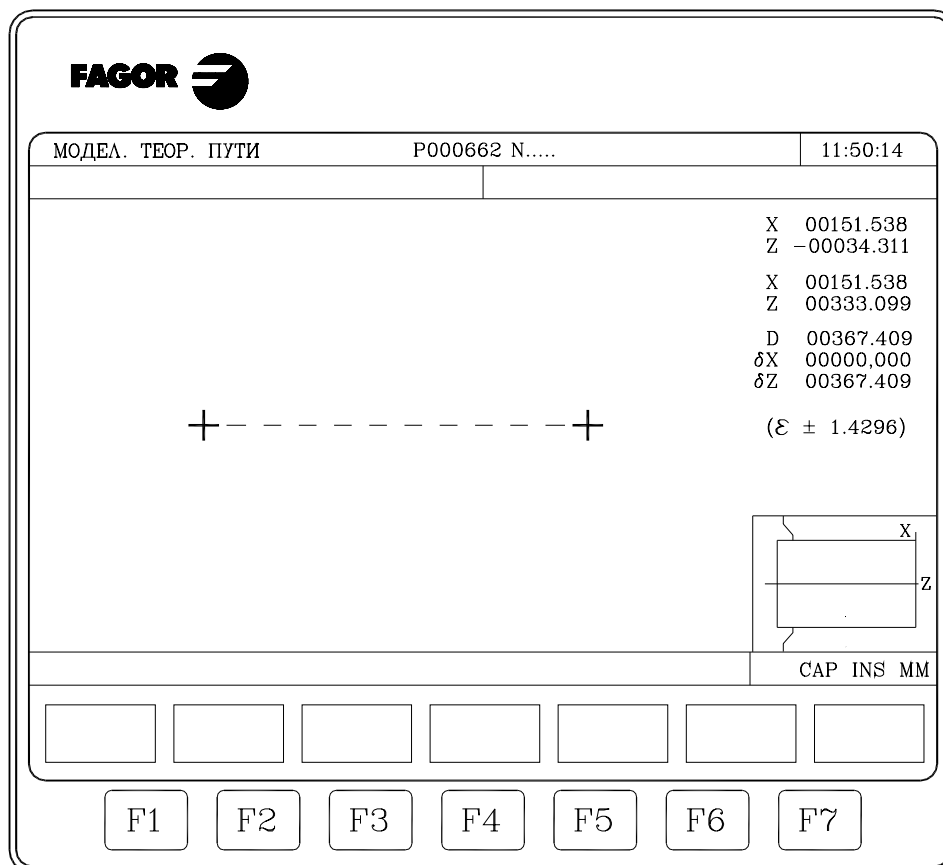 FAGOR
МОДЕЛ. ТЕОР. ПУТИ P000662 N..... 11:50:14
X 00151.538
Z -00034.311
X 00151.538
Z 00333.099
D 00367.409
δX 00000,000
δZ 00367.409
(Ɛ ± 1.4296)
X
Z
CAP INS MM
F1 F2 F3 F4 F5 F6 F7